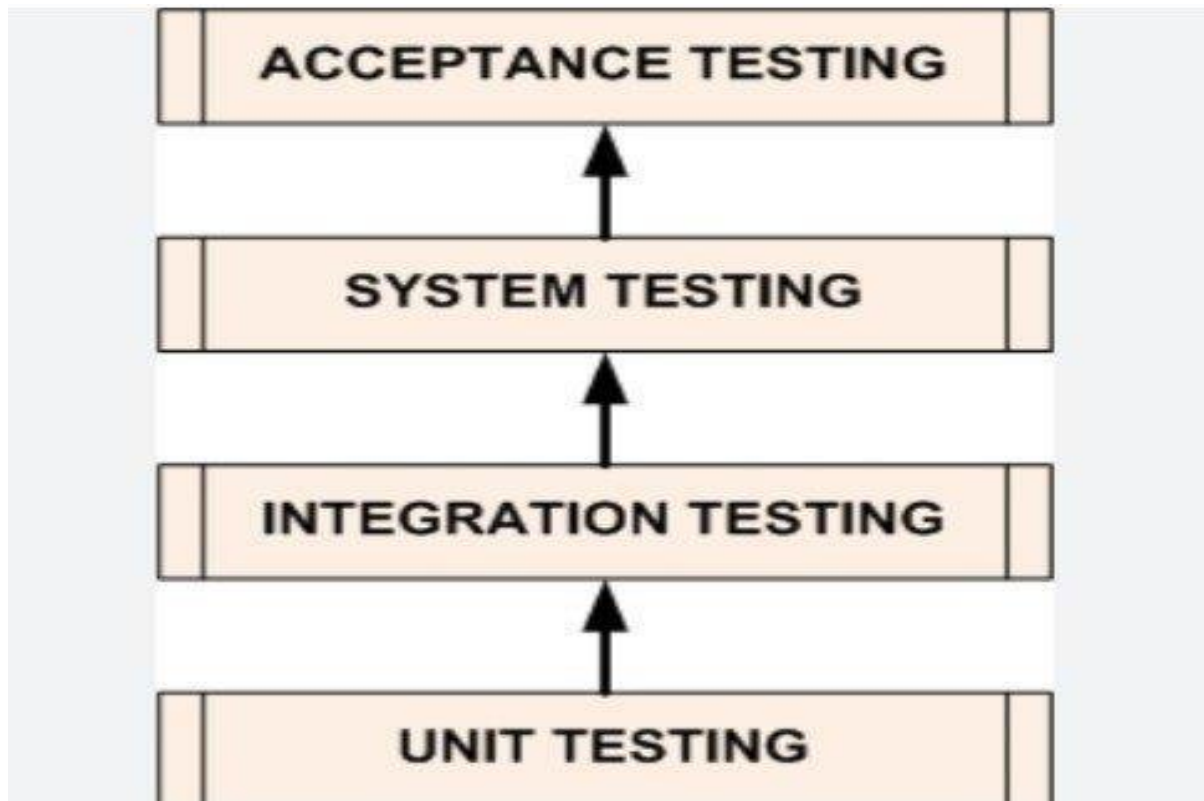 ACCEPTANCE TESTING
SYSTEM TESTING
INTEGRATION TESTING
UNIT TESTING